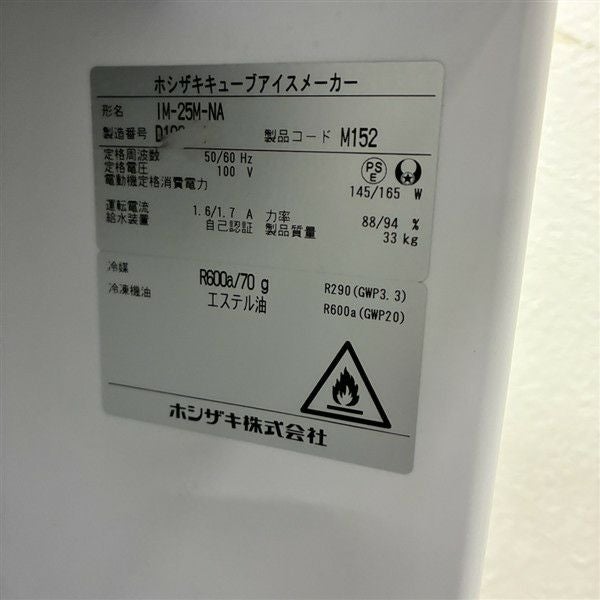 ホシザキキューブアイスメーカー
形名 IM-25M-NA
製造番号 製品コード M152
定格周波数 50/60 Hz
定格電圧 100 V
電動機定格消費電力 145/165 W
PS
E
運転電流 1.6/1.7 A 力率 88/94 %
給水装置 自己認証 製品質量 33 kg
冷媒 R600a/70 g R290(GWP3.3)
冷凍機油 エステル油 R600a(GWP20)
ホシザキ株式会社